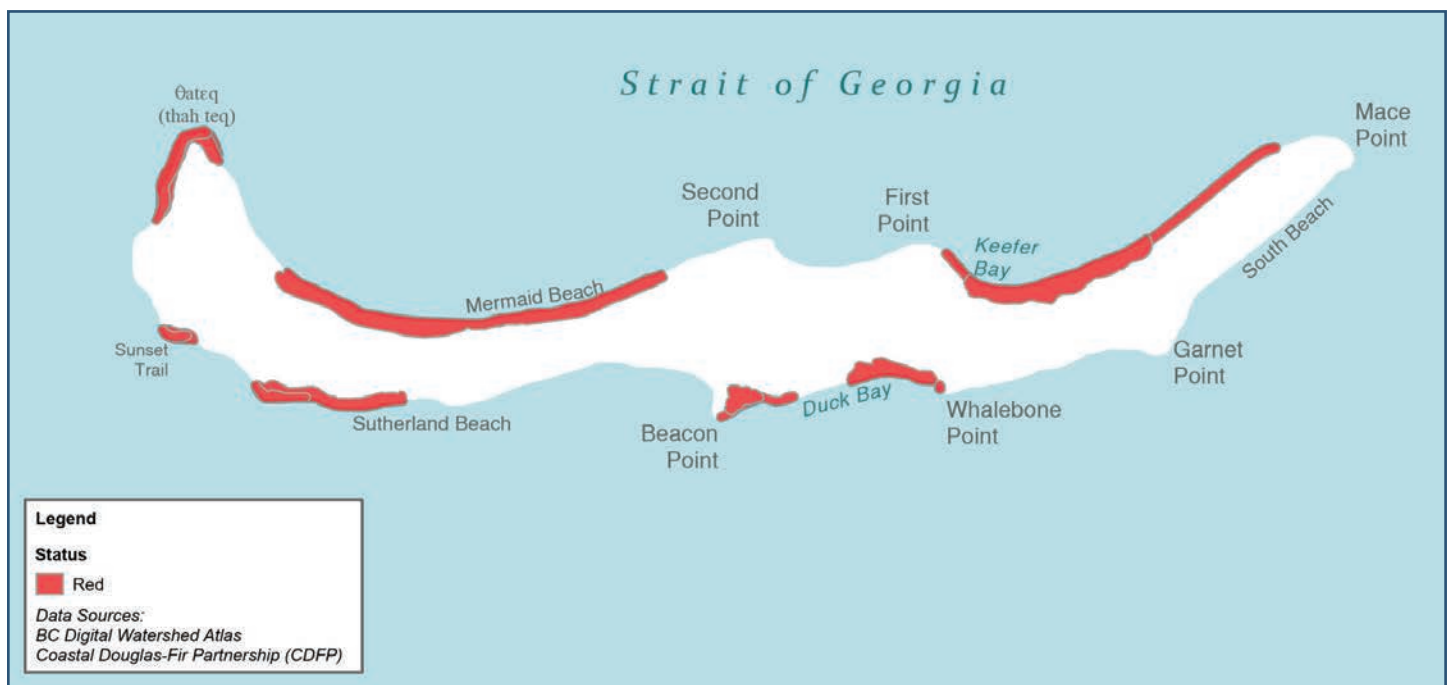 Strait of Georgia
θatεq
(thah teq)
Mace
Point
Second
Point
First
Point
Keefer
Bay
South Beach
Mermaid Beach
Sunset
Trail
Garnet
Point
Duck Bay
Sutherland Beach
Whalebone
Point
Beacon
Point
Legend
Status
Red
Data Sources:
BC Digital Watershed Atlas
Coastal Douglas-Fir Partnership (CDFP)